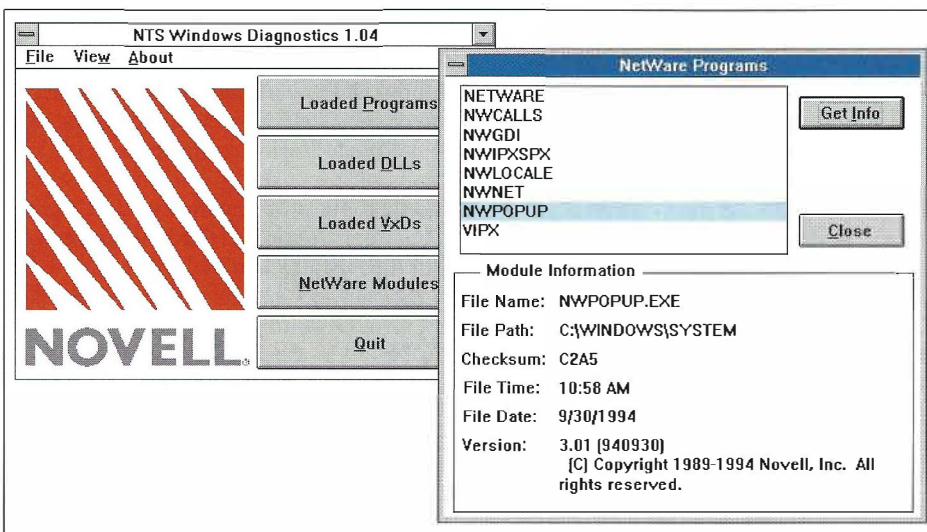 NTS Windows Diagnostics 1.04
File View About
Loaded Programs
Loaded DLLs
Loaded VxDs
NetWare Modules
Quit
NOVELL®
NetWare Programs
NETWARE
NWCALLS
NWGDI
NWIPXSPX
NWLOCALE
NWNET
NWPOPUP
VIPX
Get Info
Close
Module Information
File Name: NWPOPUP.EXE
File Path: C:\WINDOWS\SYSTEM
Checksum: C2A5
File Time: 10:58 AM
File Date: 9/30/1994
Version: 3.01 (940930)
(C) Copyright 1989-1994 Novell, Inc. All
rights reserved.